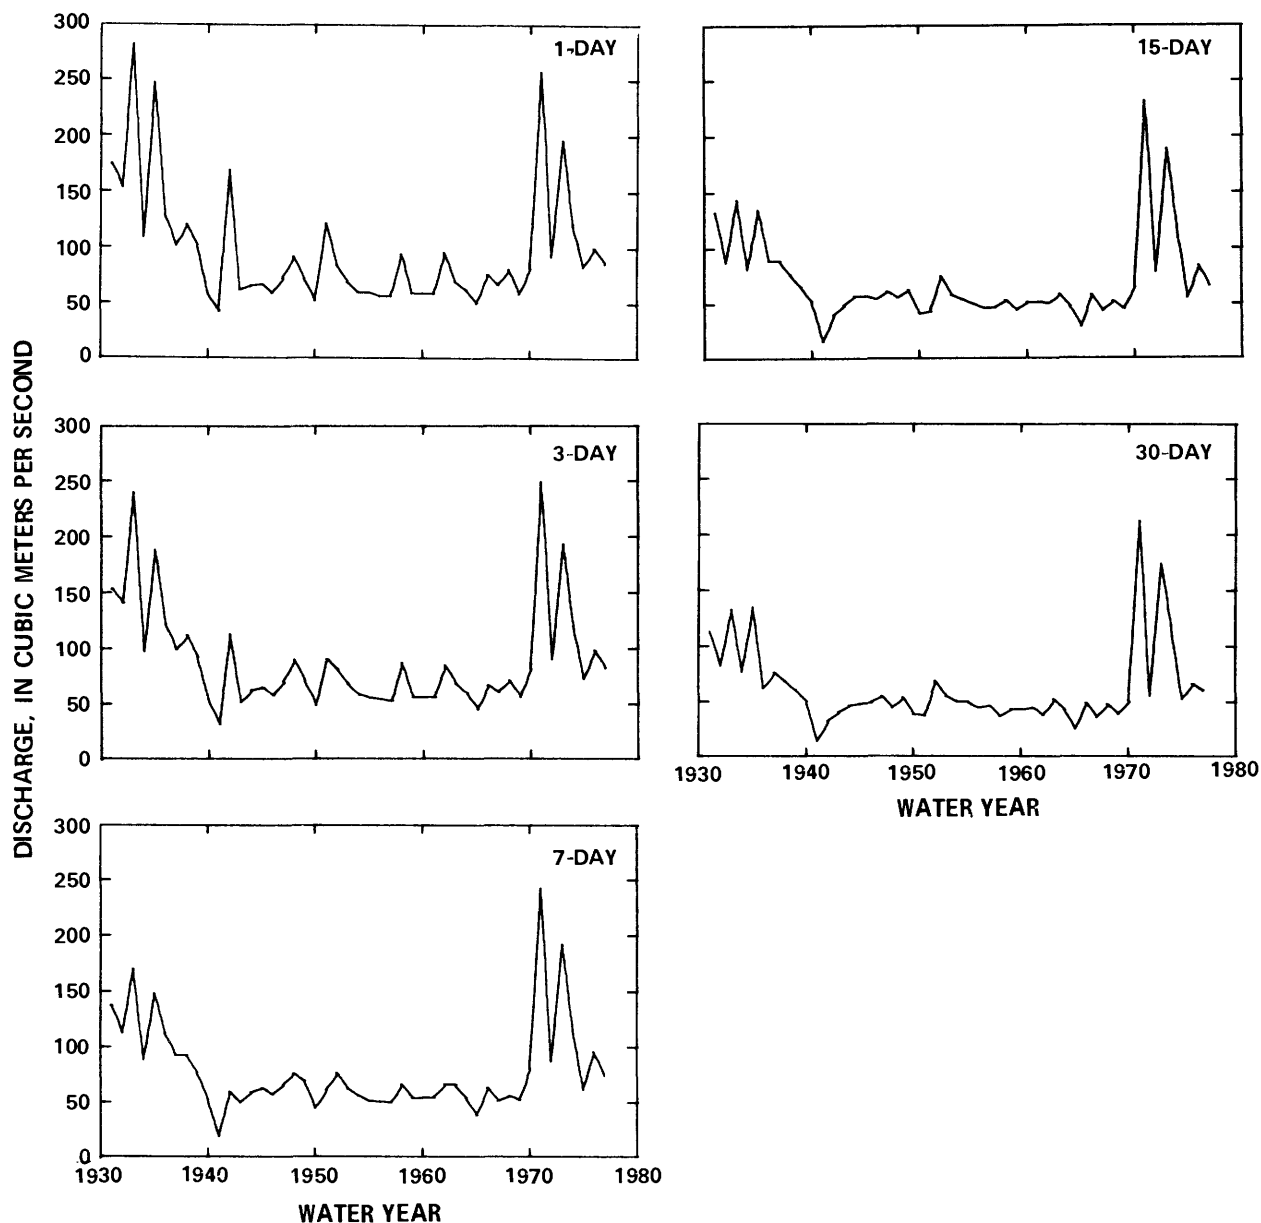 DISCHARGE, IN CUBIC METERS PER SECOND
300
250
200
150
100
50
0
1-DAY
15-DAY
300
250
200
150
100
50
0
3-DAY
30-DAY
1930 1940 1950 1960 1970 1980
WATER YEAR
300
250
200
150
100
50
0
7-DAY
1930 1940 1950 1960 1970 1980
WATER YEAR